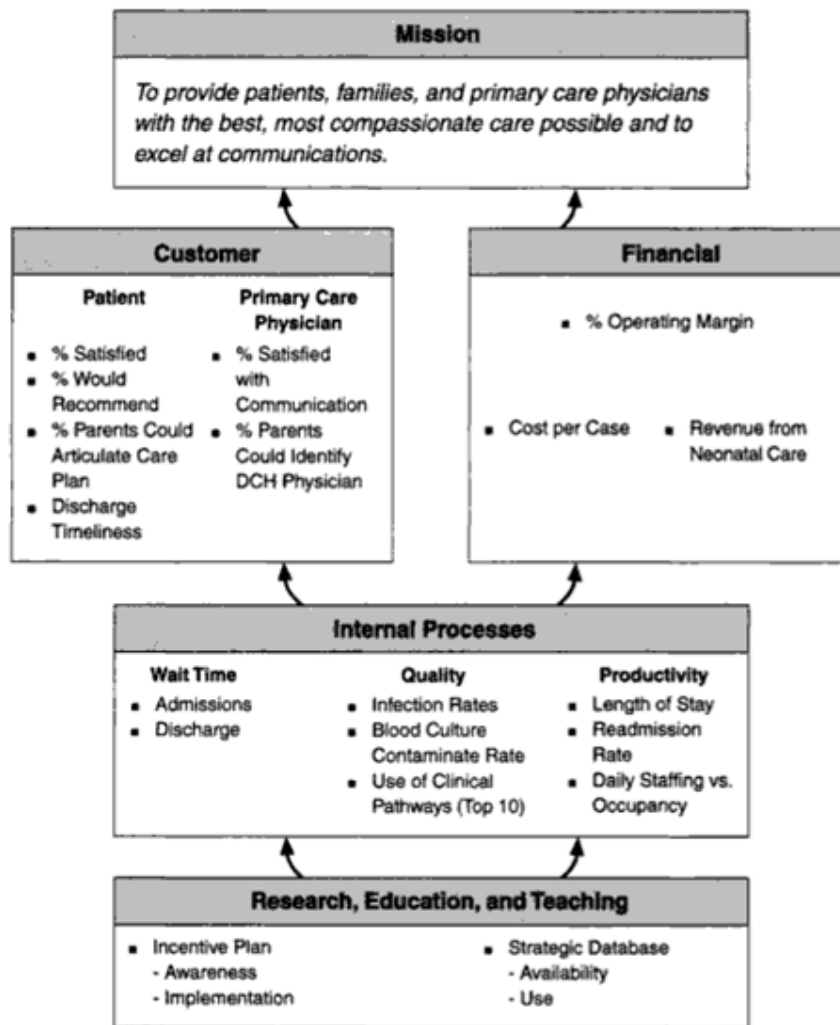 Mission
To provide patients, families, and primary care physicians
with the best, most compassionate care possible and to
excel at communications.
Customer
Patient
▪ % Satisfied
▪ % Would
Recommend
▪ % Parents Could
Articulate Care
Plan
▪ Discharge
Timeliness
Primary Care
Physician
▪ % Satisfied
with
Communication
▪ % Parents
Could Identify
DCH Physician
Financial
▪ % Operating Margin
▪ Cost per Case
▪ Revenue from
Neonatal Care
Internal Processes
Wait Time
▪ Admissions
▪ Discharge
Quality
▪ Infection Rates
▪ Blood Culture
Contaminate Rate
▪ Use of Clinical
Pathways (Top 10)
Productivity
▪ Length of Stay
▪ Readmission
Rate
▪ Daily Staffing vs.
Occupancy
Research, Education, and Teaching
▪ Incentive Plan
- Awareness
- Implementation
▪ Strategic Database
- Availability
- Use